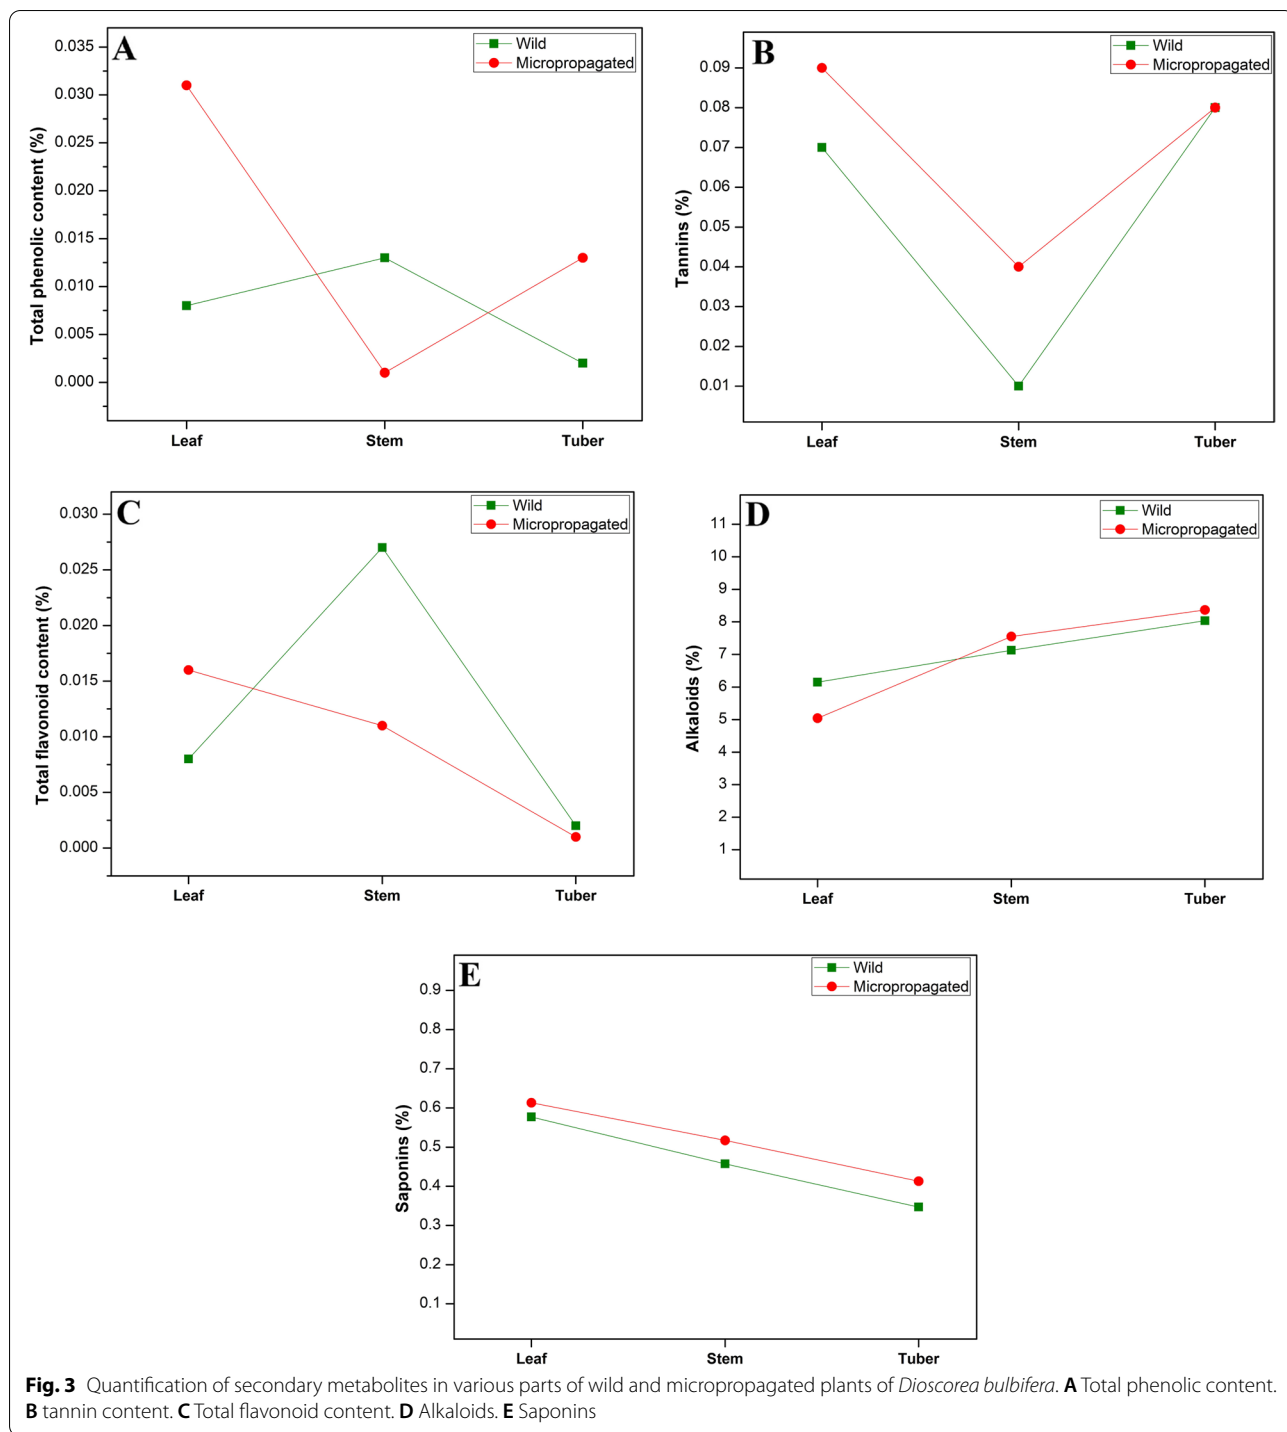 A
Wild
Micropropagated
Total phenolic content (%)
0.035
0.030
0.025
0.020
0.015
0.010
0.005
0.000
Leaf Stem Tuber
B
Wild
Micropropagated
Tannins (%)
0.09
0.08
0.07
0.06
0.05
0.04
0.03
0.02
0.01
Leaf Stem Tuber
C
Wild
Micropropagated
Total flavonoid content (%)
0.030
0.025
0.020
0.015
0.010
0.005
0.000
Leaf Stem Tuber
D
Wild
Micropropagated
Alkaloids (%)
11
10
9
8
7
6
5
4
3
2
1
Leaf Stem Tuber
E
Wild
Micropropagated
Saponins (%)
0.9
0.8
0.7
0.6
0.5
0.4
0.3
0.2
0.1
Leaf Stem Tuber
Fig. 3 Quantification of secondary metabolites in various parts of wild and micropropagated plants of Dioscorea bulbifera. A Total phenolic content.
B tannin content. C Total flavonoid content. D Alkaloids. E Saponins